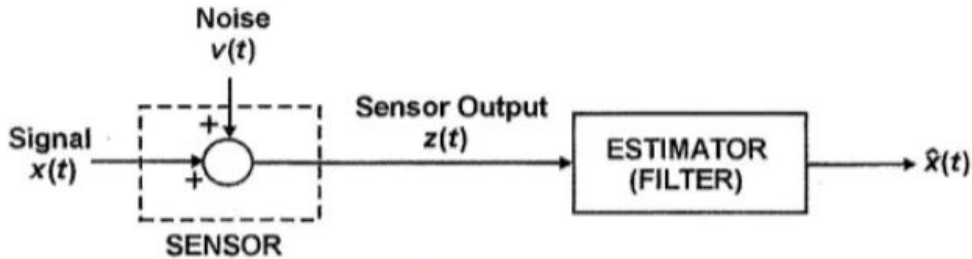 Noise
v(t)
+
Signal
x(t)
+
SENSOR
Sensor Output
z(t)
ESTIMATOR
(FILTER)
x̂(t)